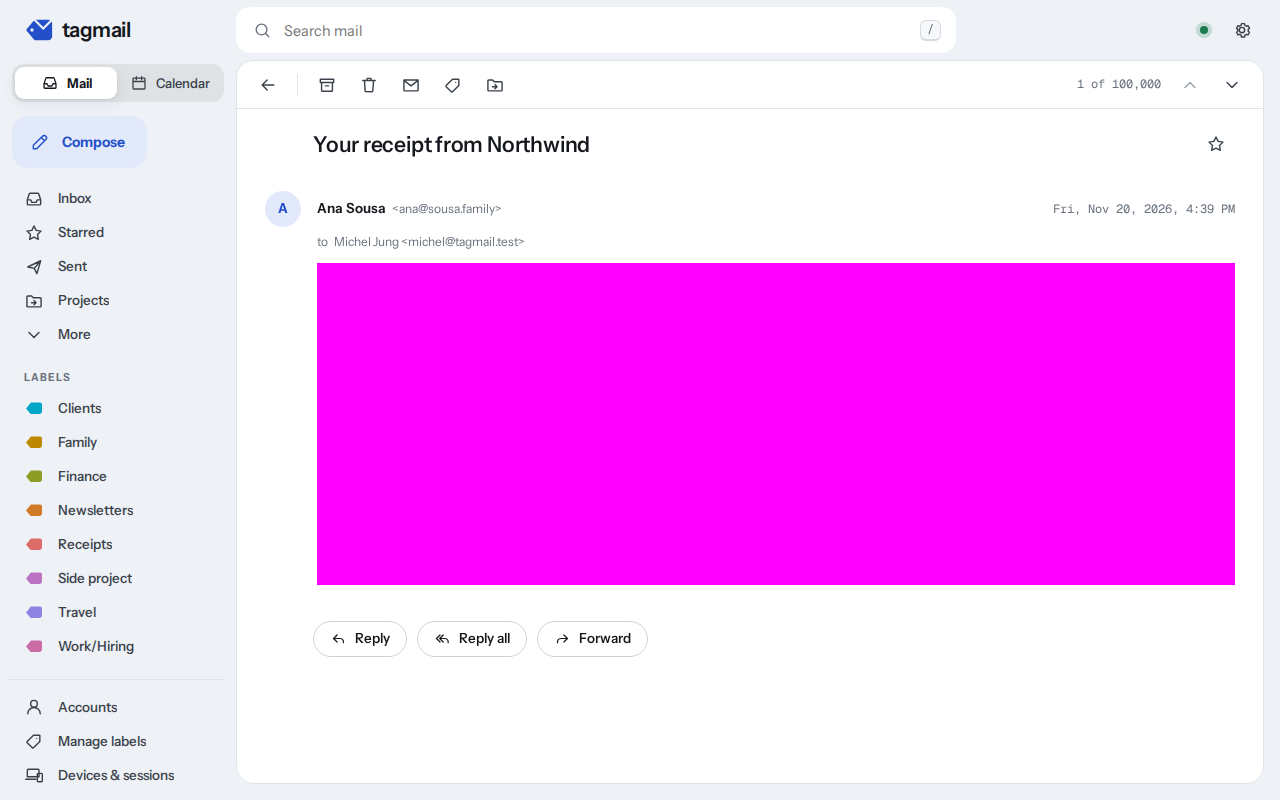 tagmail
Search mail
/
Mail
Calendar
1 of 100,000
Compose
Your receipt from Northwind
Inbox
Starred
Sent
Projects
More
A
Ana Sousa <ana@sousa.family>
Fri, Nov 20, 2026, 4:39 PM
to Michel Jung <michel@tagmail.test>
LABELS
Clients
Family
Finance
Newsletters
Receipts
Side project
Travel
Work/Hiring
Reply
Reply all
Forward
Accounts
Manage labels
Devices & sessions